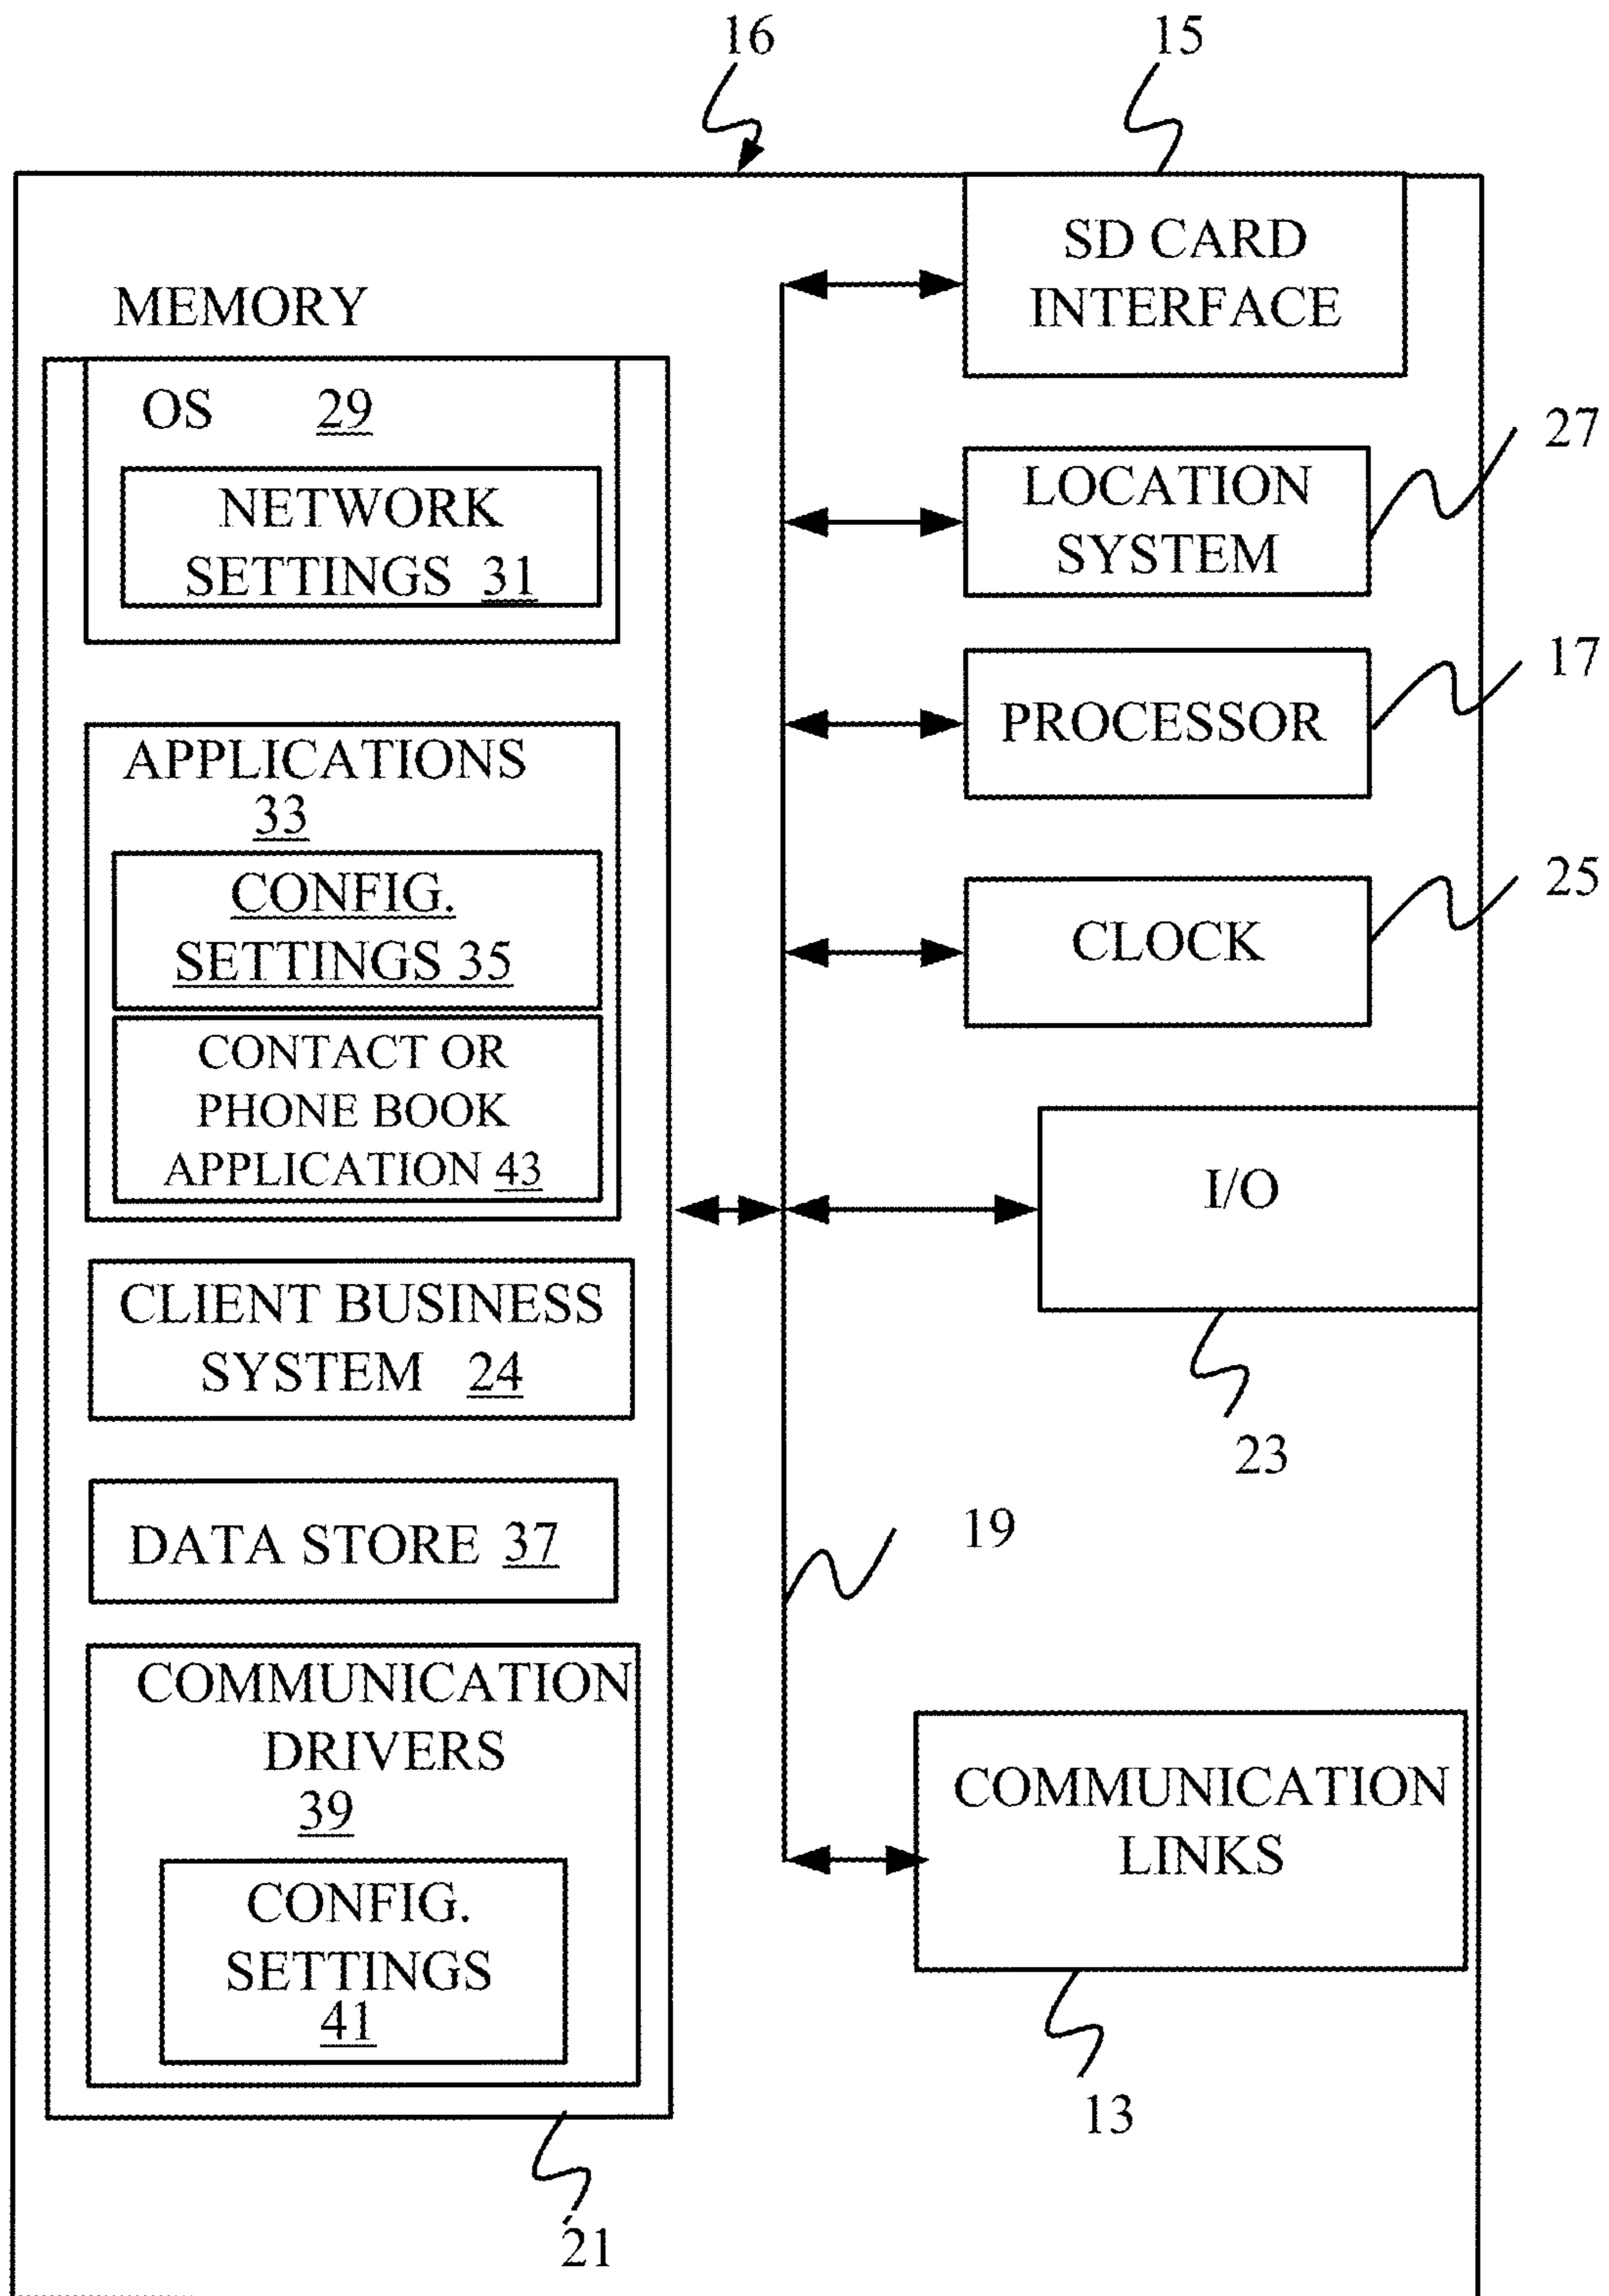 16
15
SD CARD
INTERFACE
MEMORY
OS 29
NETWORK
SETTINGS 31
27
LOCATION
SYSTEM
17
PROCESSOR
APPLICATIONS
33
CONFIG.
SETTINGS 35
25
CLOCK
CONTACT OR
PHONE BOOK
APPLICATION 43
I/O
23
CLIENT BUSINESS
SYSTEM 24
19
DATA STORE 37
COMMUNICATION
DRIVERS
39
CONFIG.
SETTINGS
41
COMMUNICATION
LINKS
13
21